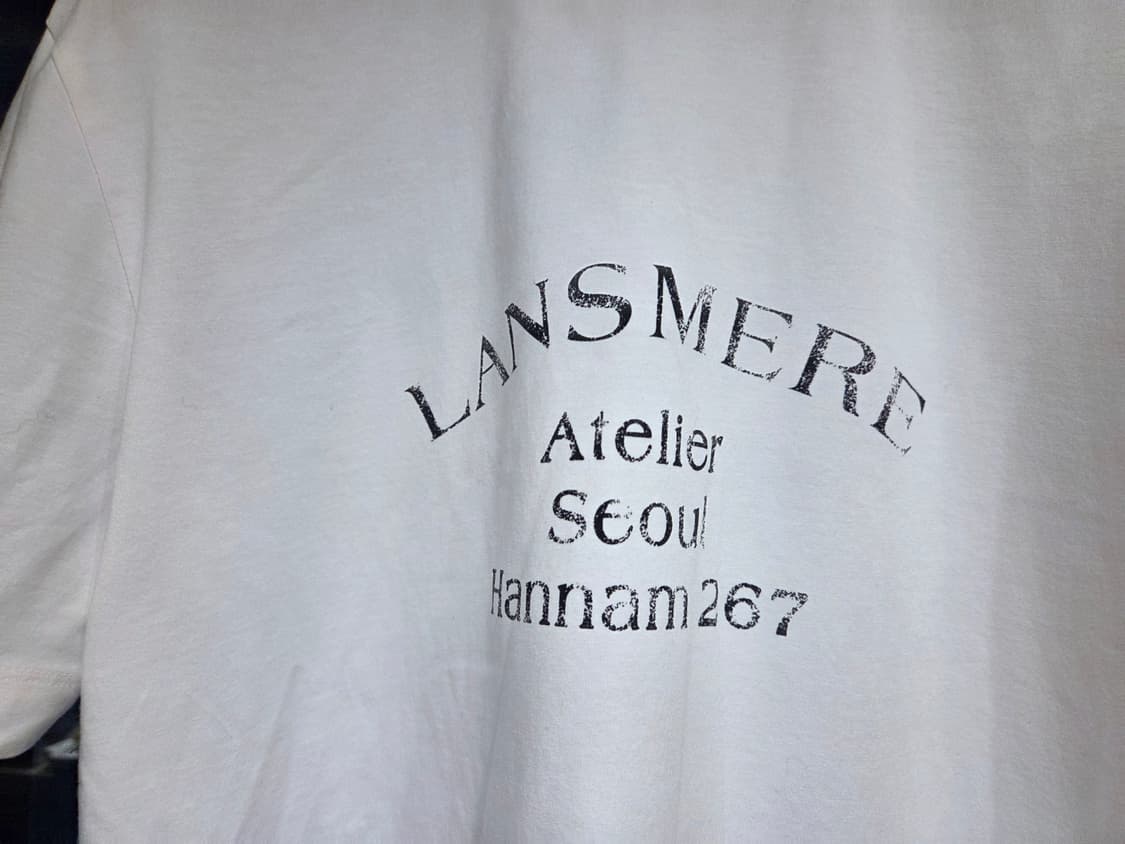 LANSMERE
Atelier
Seoul
Hannam267